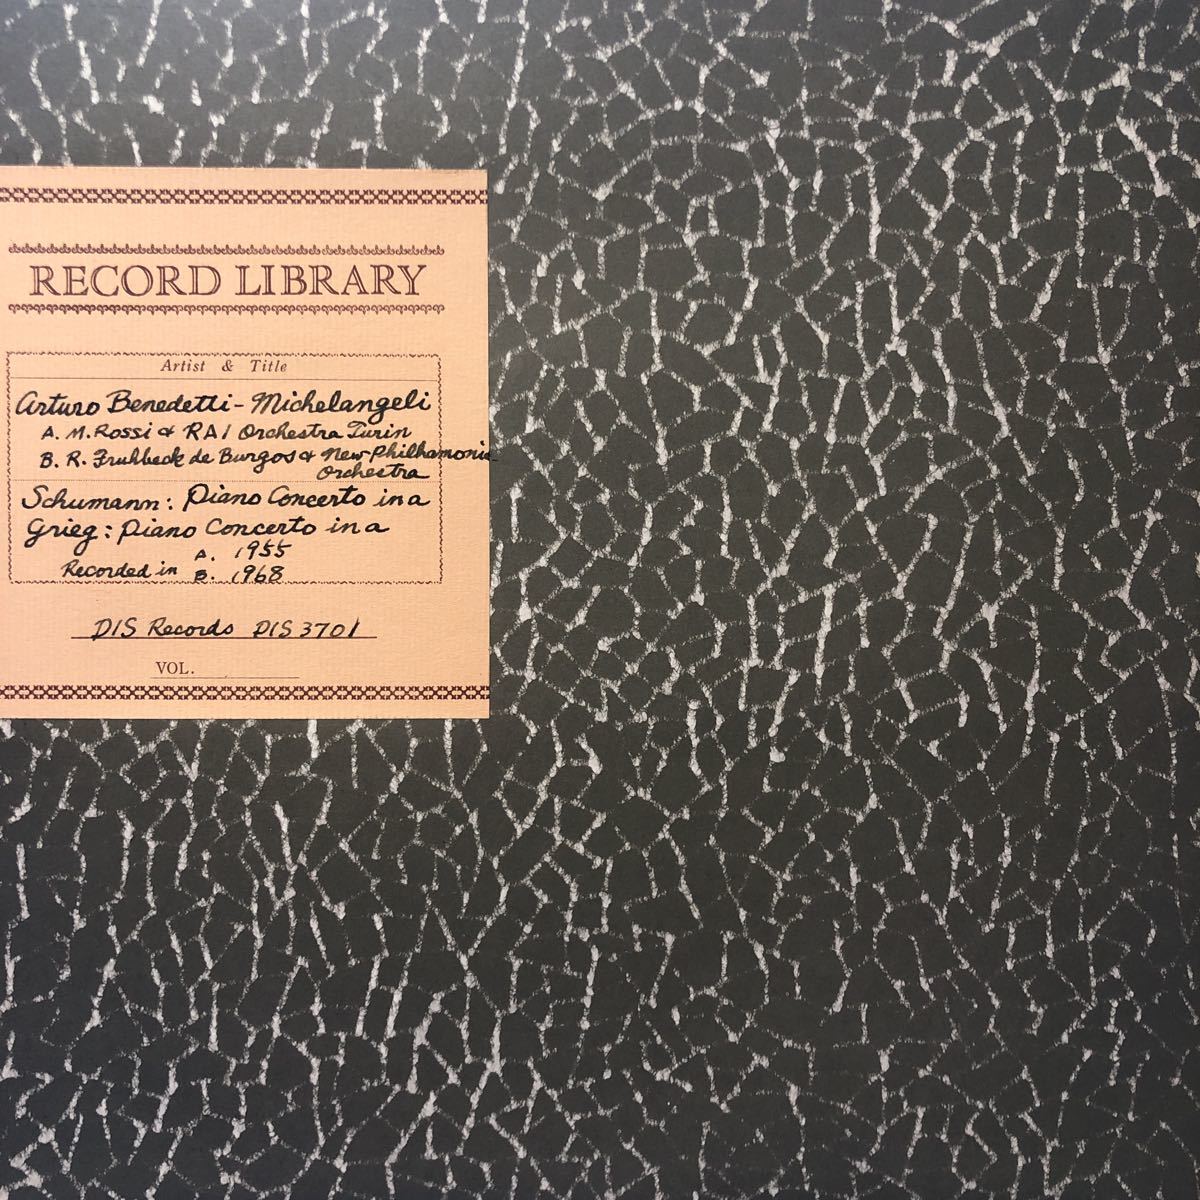 RECORD LIBRARY
Artist & Title
Arturo Benedetti-Michelangeli
A. M. Rossi & RAI Orchestra Turin
B. R. Fruhbeck de Burgos & New Philharmonic
Orchestra
Schumann: Piano Concerto in a
Grieg: Piano Concerto in a
A. 1955
Recorded in B. 1968
DIS Records DIS 3701
VOL.